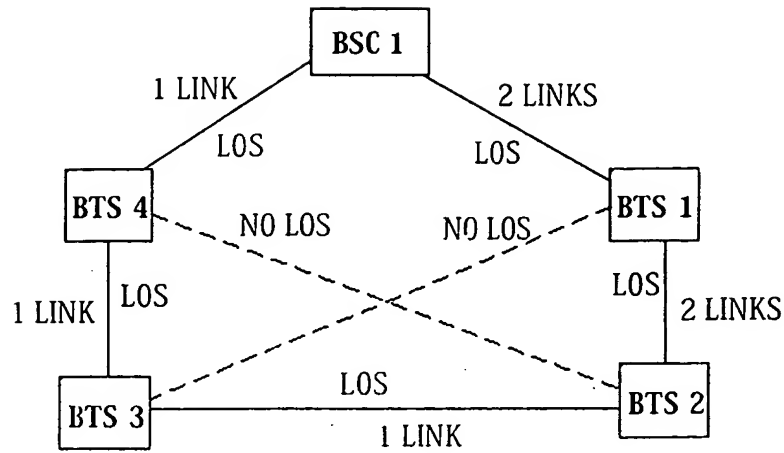 BSC 1
1 LINK
2 LINKS
LOS
LOS
BTS 4
BTS 1
NO LOS
NO LOS
LOS
LOS
1 LINK
2 LINKS
LOS
BTS 3
BTS 2
1 LINK